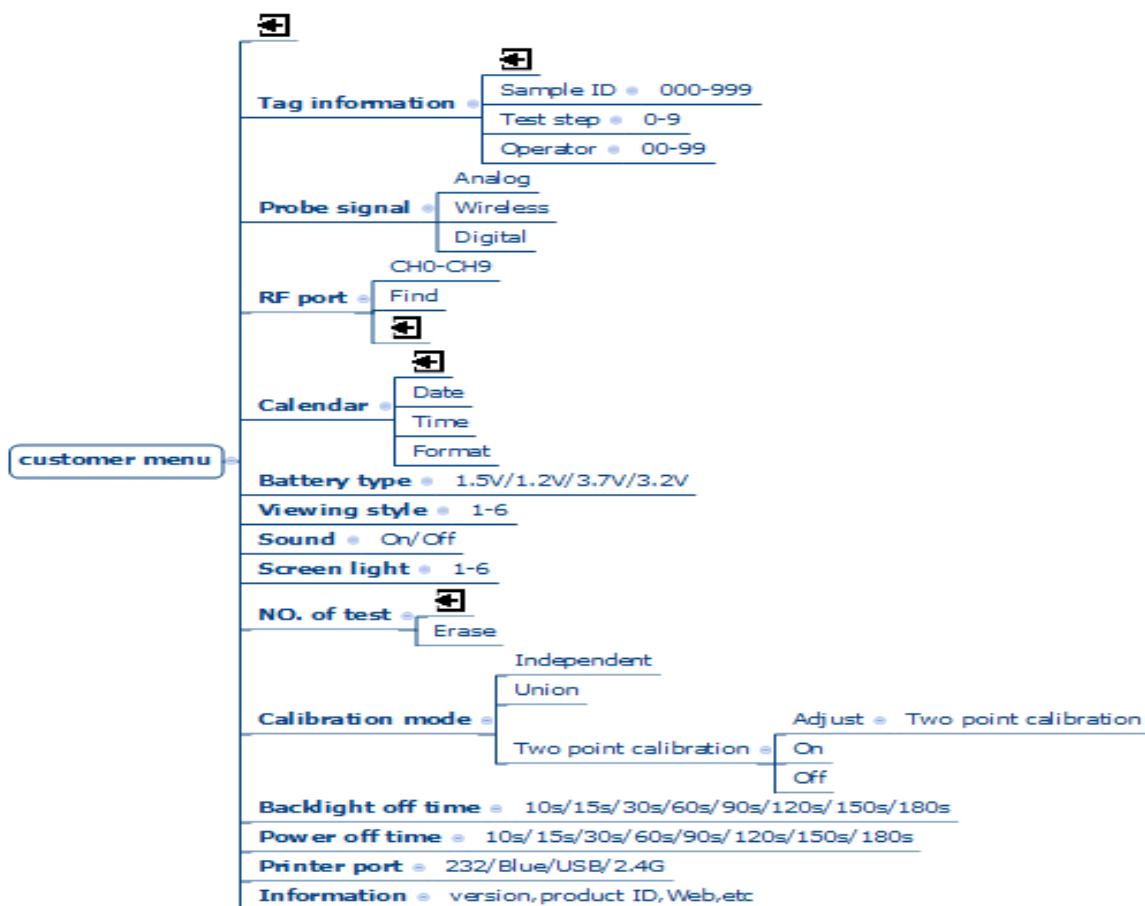 Tag information
Sample ID 000-999
Test step 0-9
Operator 00-99
Probe signal
Analog
Wireless
Digital
RF port
CH0-CH9
Find
Calendar
Date
Time
Format
customer menu
Battery type 1.5V/1.2V/3.7V/3.2V
Viewing style 1-6
Sound On/Off
Screen light 1-6
NO. of test
Erase
Calibration mode
Independent
Union
Two point calibration
Adjust Two point calibration
On
Off
Backlight off time 10s/15s/30s/60s/90s/120s/150s/180s
Power off time 10s/15s/30s/60s/90s/120s/150s/180s
Printer port 232/Blue/USB/2.4G
Information version,product ID,Web,etc